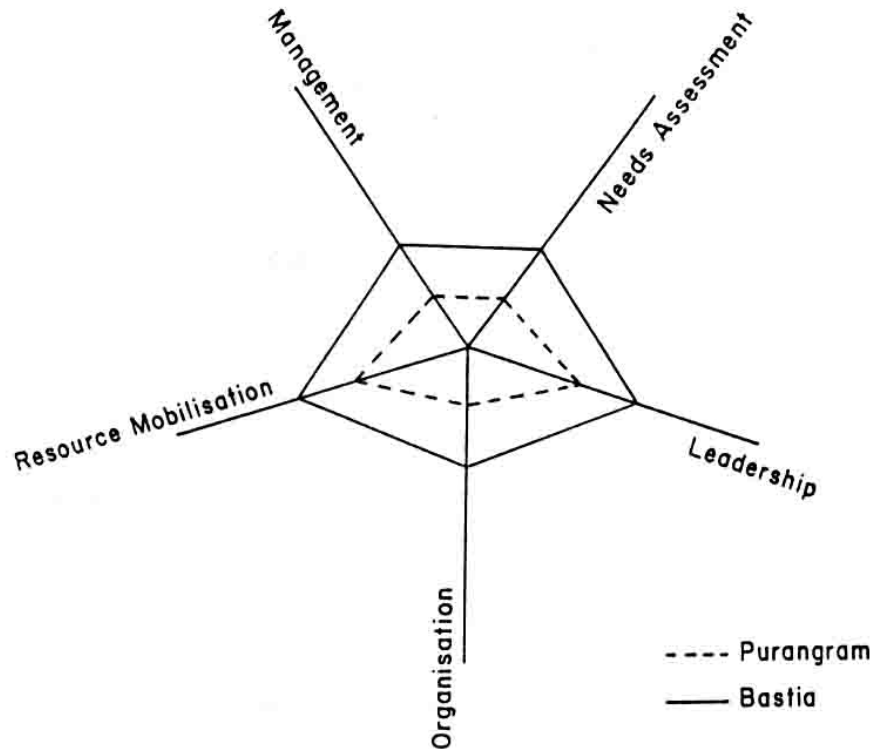 Management
Needs Assessment
Resource Mobilisation
Leadership
Organisation
Purangram
Bastia